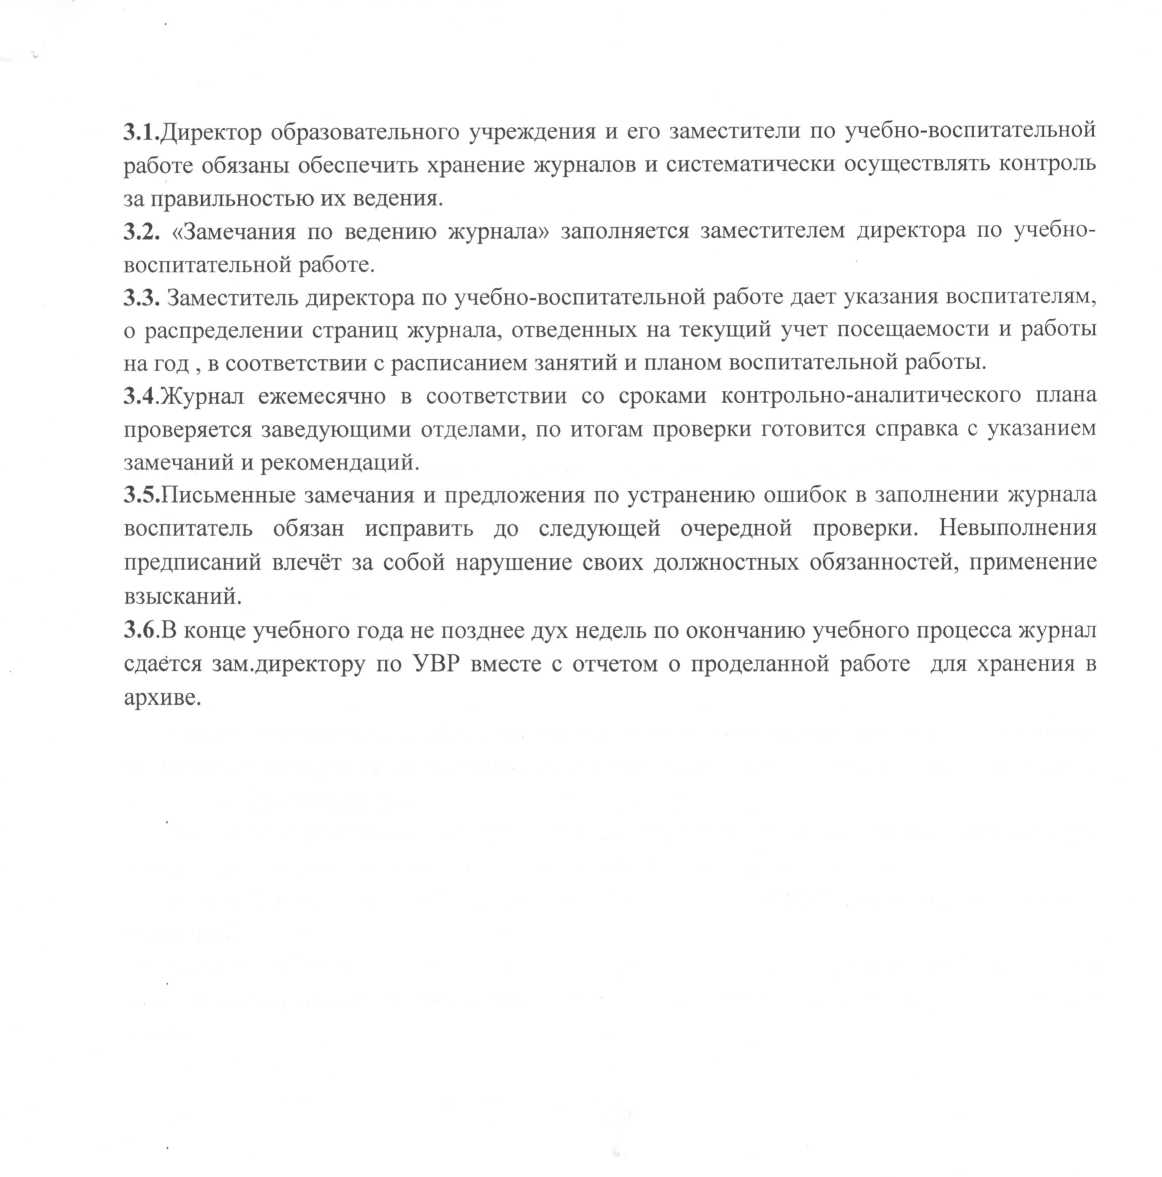 3.1.Директор образовательного учреждения и его заместители по учебно-воспитательной
работе обязаны обеспечить хранение журналов и систематически осуществлять контроль
за правильностью их ведения.
3.2. «Замечания по ведению журнала» заполняется заместителем директора по учебно-
воспитательной работе.
3.3. Заместитель директора по учебно-воспитательной работе дает указания воспитателям,
о распределении страниц журнала, отведенных на текущий учет посещаемости и работы
на год , в соответствии с расписанием занятий и планом воспитательной работы.
3.4.Журнал ежемесячно в соответствии со сроками контрольно-аналитического плана
проверяется заведующими отделами, по итогам проверки готовится справка с указанием
замечаний и рекомендаций.
3.5.Письменные замечания и предложения по устранению ошибок в заполнении журнала
воспитатель обязан исправить до следующей очередной проверки. Невыполнения
предписаний влечёт за собой нарушение своих должностных обязанностей, применение
взысканий.
3.6.В конце учебного года не позднее дух недель по окончанию учебного процесса журнал
сдаётся зам.директору по УВР вместе с отчетом о проделанной работе для хранения в
архиве.